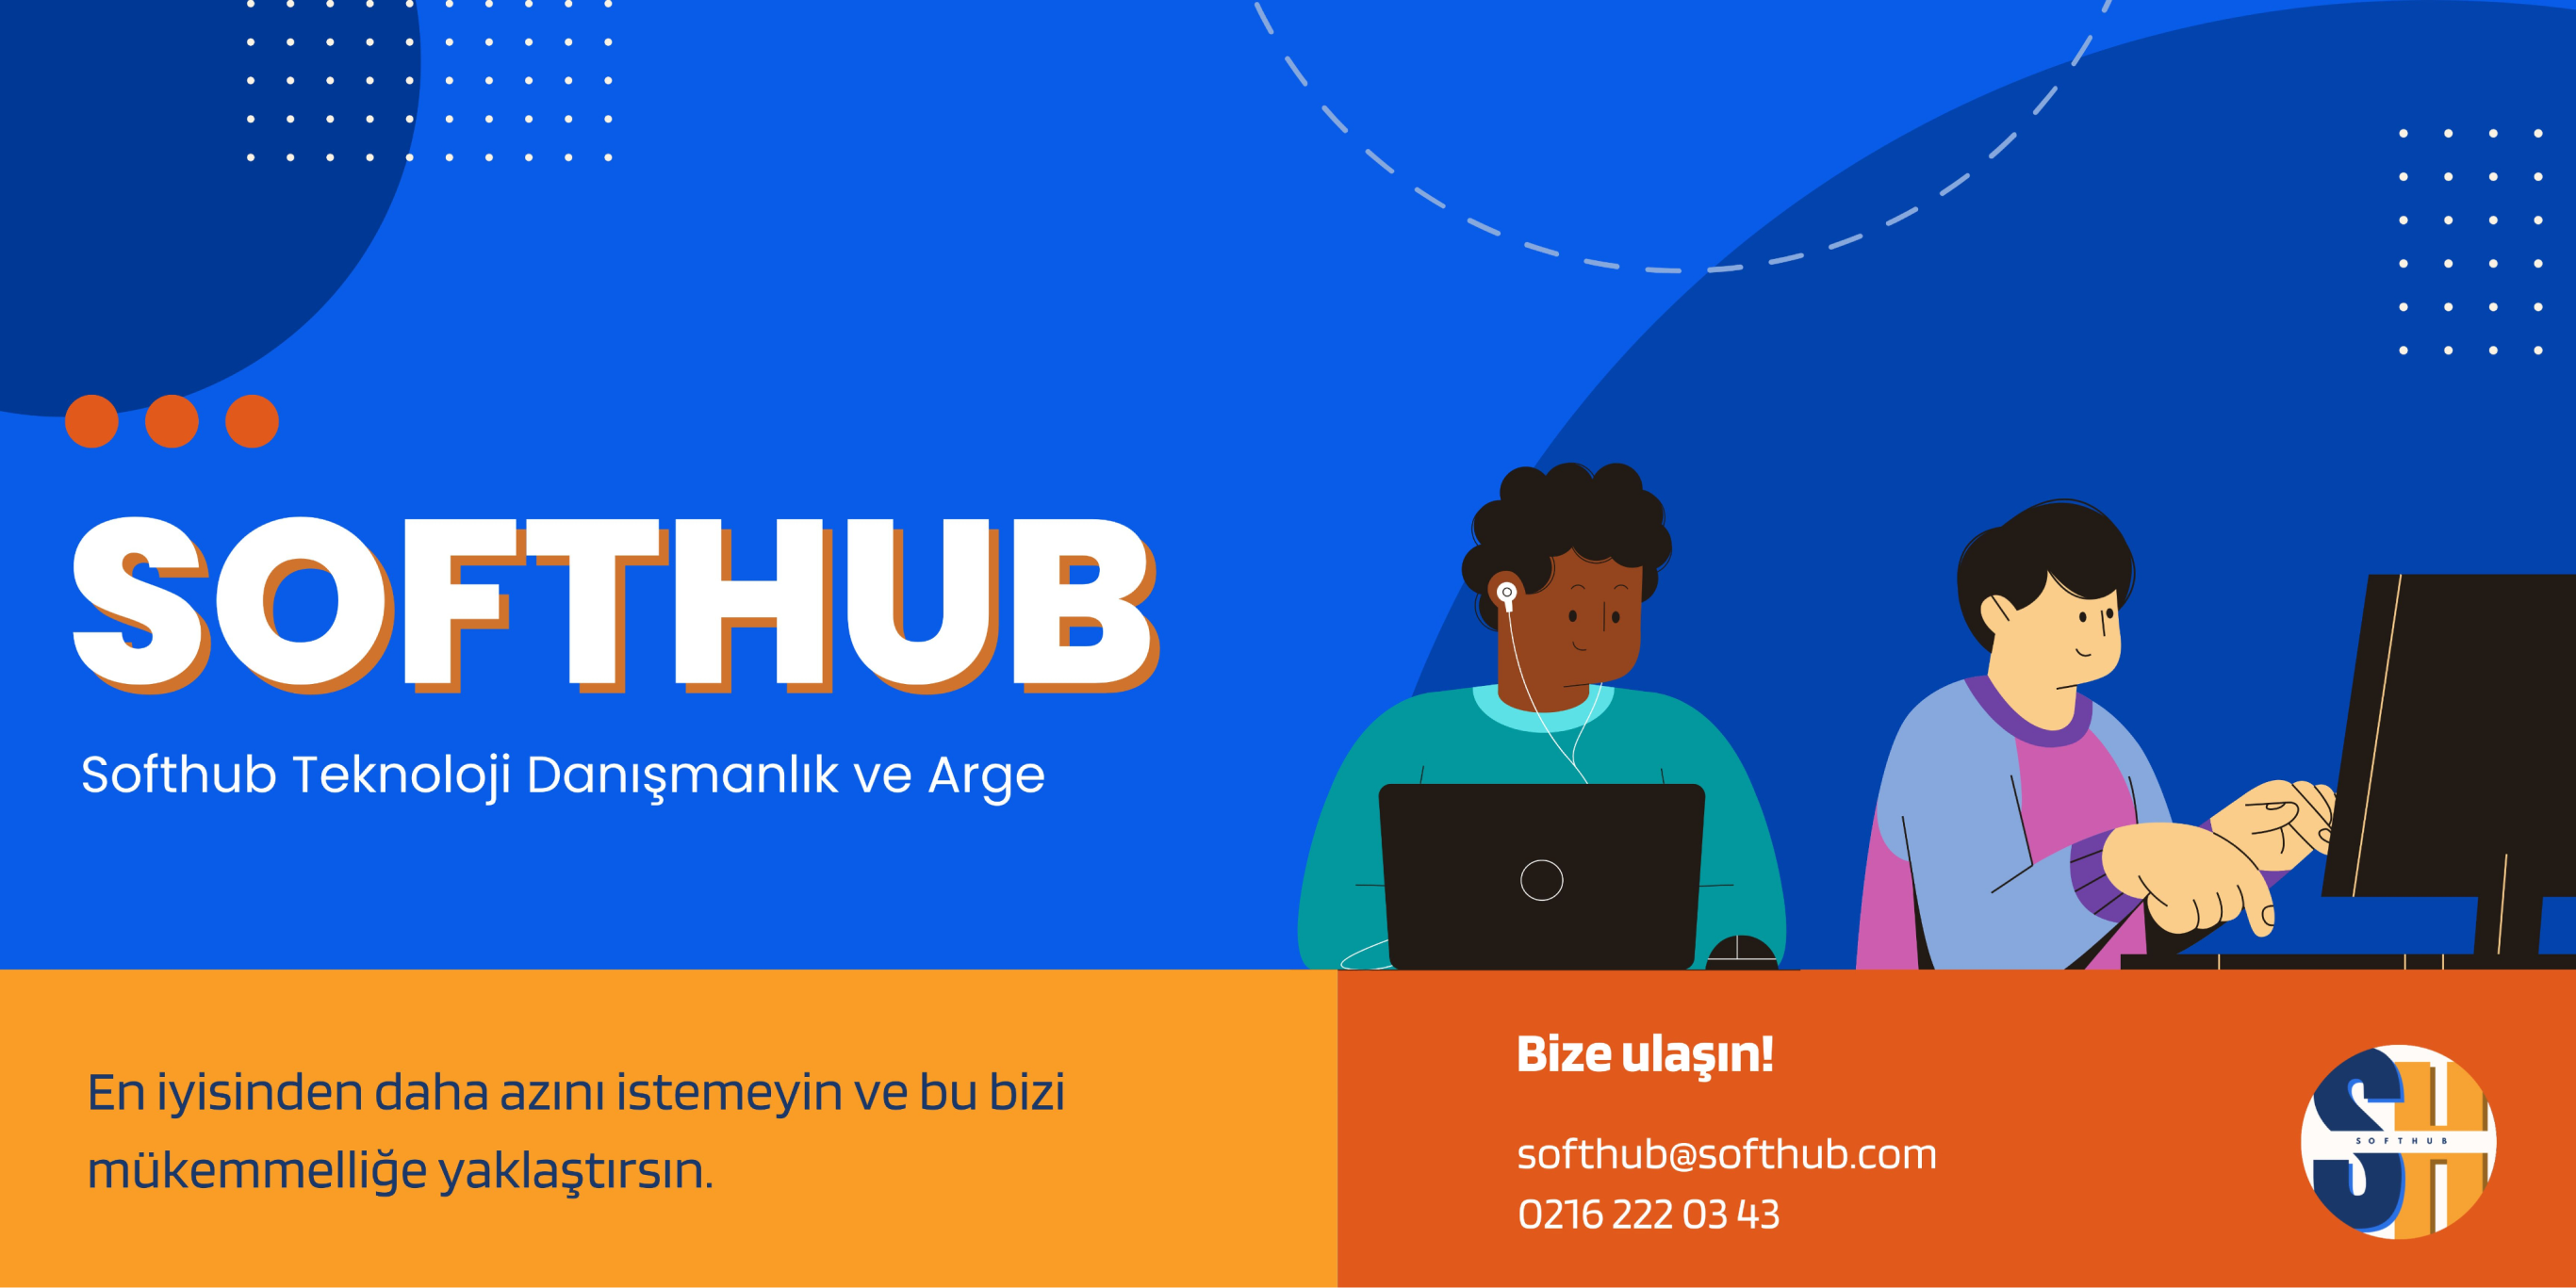 SOFTHUB
Softhub Teknoloji Danışmanlık ve Arge
En iyisinden daha azını istemeyin ve bu bizi
mükemmelliğe yaklaştırsın.
Bize ulaşın!
softhub@softhub.com
0216 222 03 43
SH
SOFTHUB